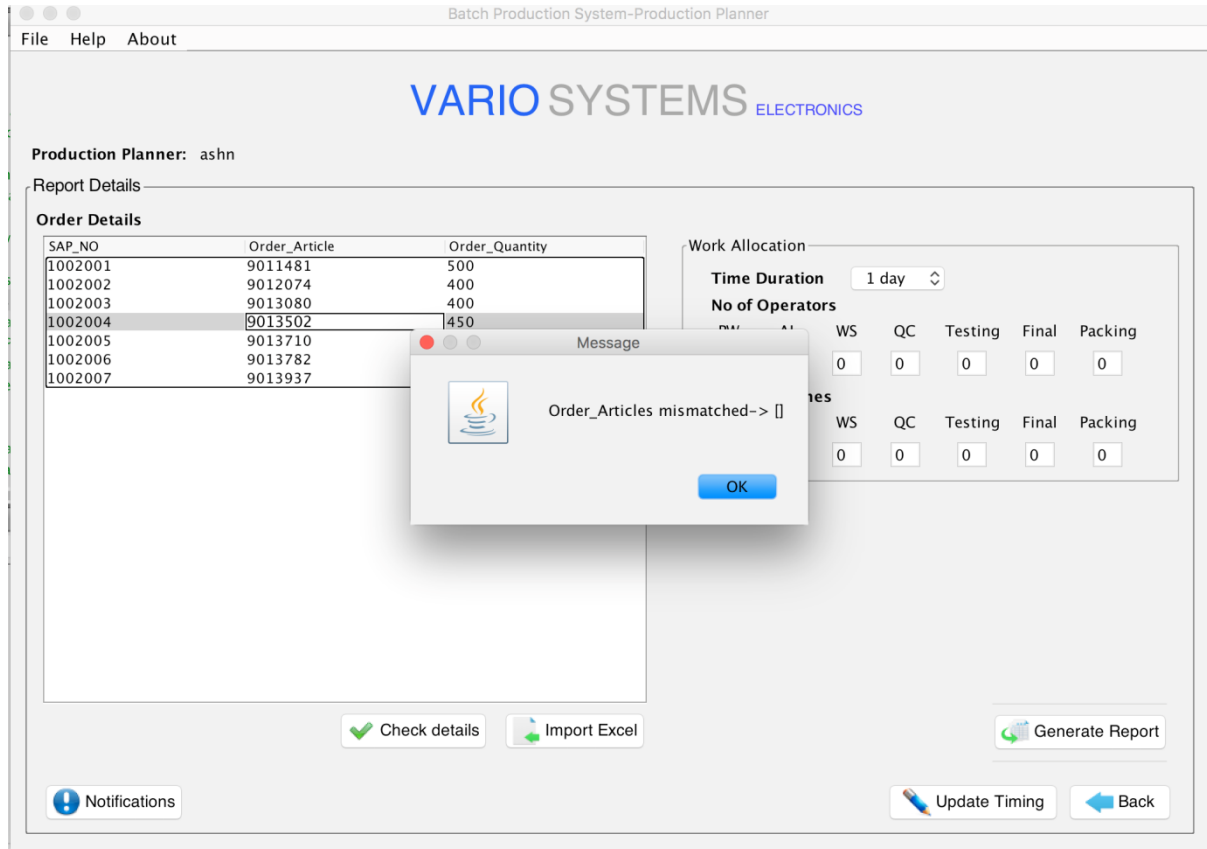 Batch Production System-Production Planner
File Help About
VARIO SYSTEMS ELECTRONICS
Production Planner: ashn
Report Details
Order Details
SAP_NO Order_Article Order_Quantity
1002001 9011481 500
1002002 9012074 400
1002003 9013080 400
1002004 9013502 450
1002005 9013710
1002006 9013782
1002007 9013937
Work Allocation
Time Duration 1 day
No of Operators
WS QC Testing Final Packing
0 0 0 0 0
WS QC Testing Final Packing
0 0 0 0 0
Message
Order_Articles mismatched-> []
OK
Check details Import Excel
Generate Report
Notifications Update Timing Back